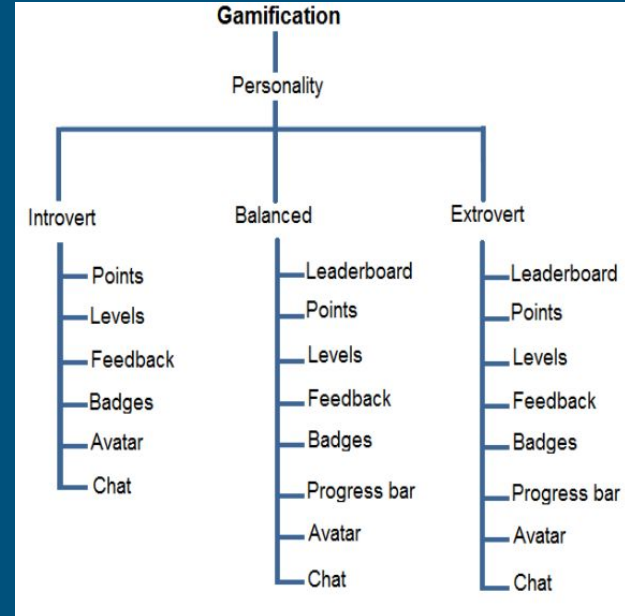 Gamification
Personality
Introvert
Balanced
Extrovert
Points
Levels
Feedback
Badges
Avatar
Chat
Leaderboard
Points
Levels
Feedback
Badges
Progress bar
Avatar
Chat
Leaderboard
Points
Levels
Feedback
Badges
Progress bar
Avatar
Chat